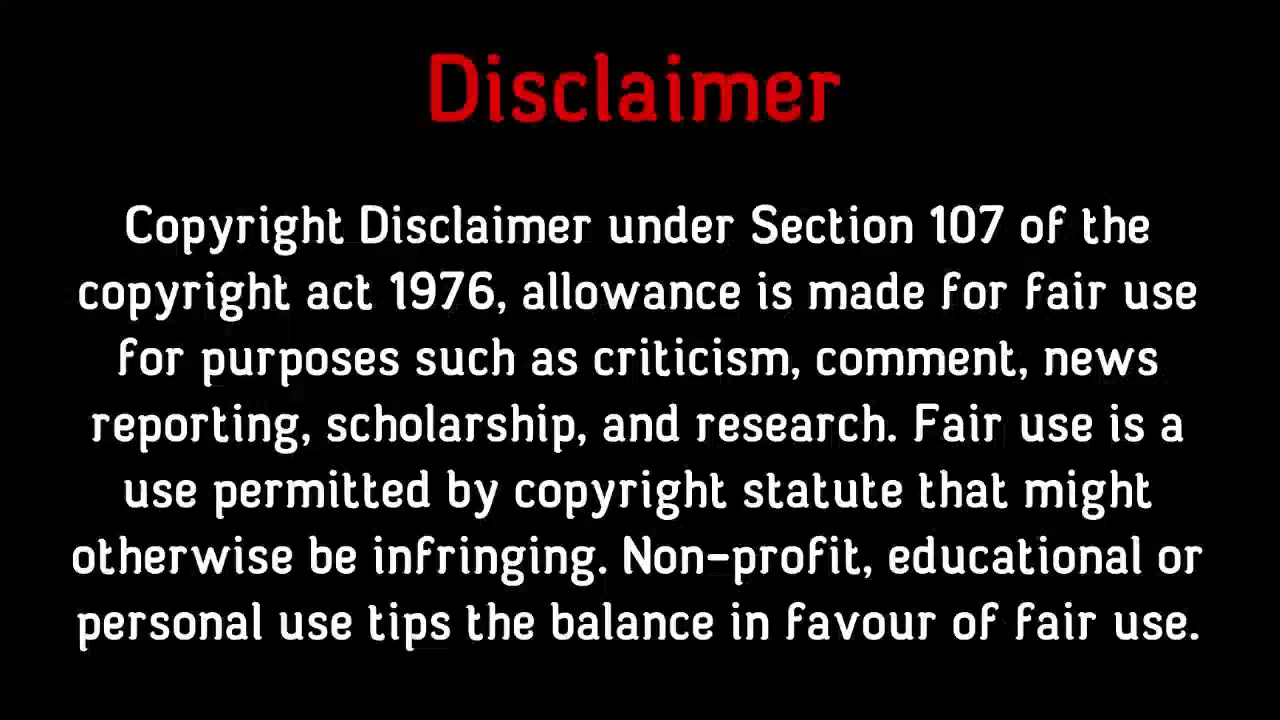 Disclaimer
Copyright Disclaimer under Section 107 of the
copyright act 1976, allowance is made for fair use
for purposes such as criticism, comment, news
reporting, scholarship, and research. Fair use is a
use permitted by copyright statute that might
otherwise be infringing. Non-profit, educational or
personal use tips the balance in favour of fair use.